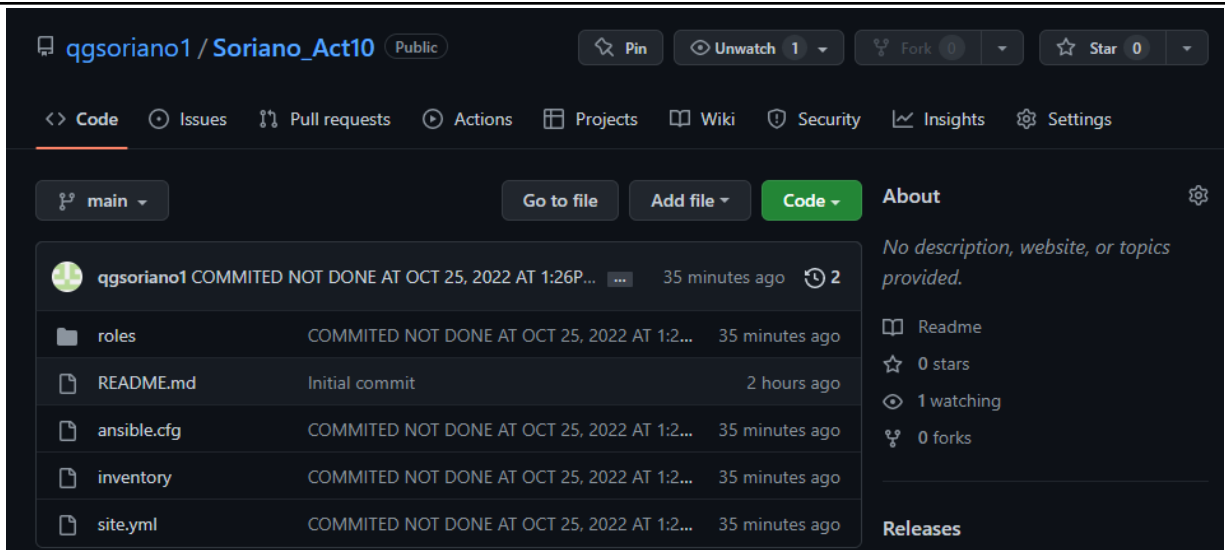 qgsoriano1 / Soriano_Act10 Public Pin Unwatch 1 Fork 0 Star 0
Code Issues Pull requests Actions Projects Wiki Security Insights Settings
main Go to file Add file Code About
No description, website, or topics
provided.
qgsoriano1 COMMITED NOT DONE AT OCT 25, 2022 AT 1:26P... ... 35 minutes ago 2
roles COMMITED NOT DONE AT OCT 25, 2022 AT 1:2... 35 minutes ago
Readme
README.md Initial commit 2 hours ago
0 stars
1 watching
ansible.cfg COMMITED NOT DONE AT OCT 25, 2022 AT 1:2... 35 minutes ago
0 forks
inventory COMMITED NOT DONE AT OCT 25, 2022 AT 1:2... 35 minutes ago
site.yml COMMITED NOT DONE AT OCT 25, 2022 AT 1:2... 35 minutes ago
Releases